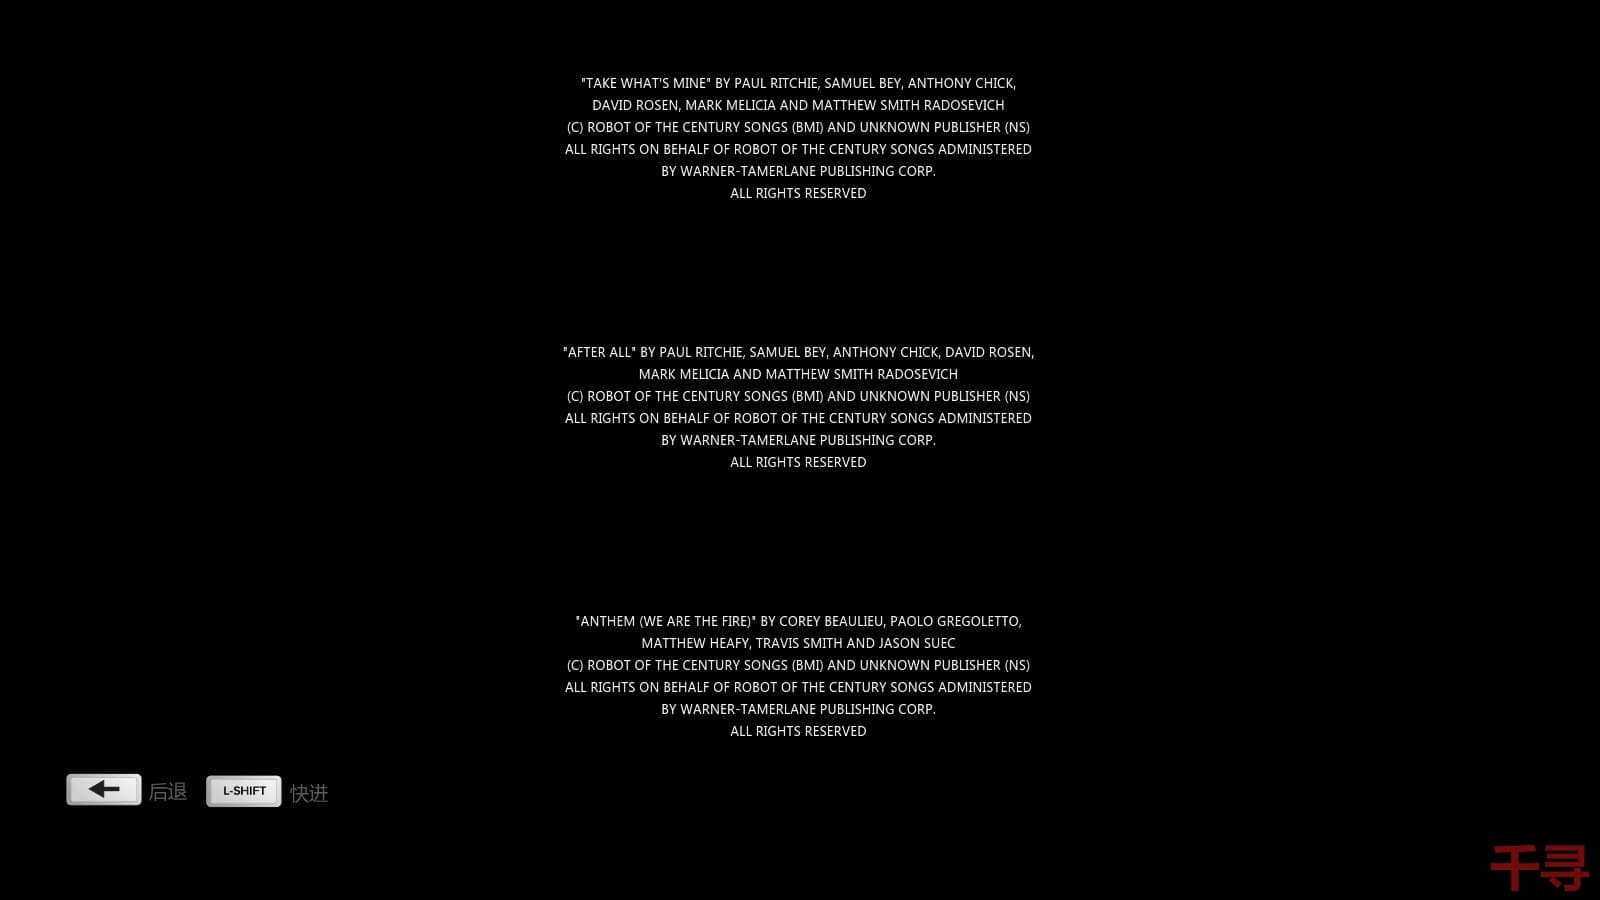 "TAKE WHAT'S MINE" BY PAUL RITCHIE, SAMUEL BEY, ANTHONY CHICK,
DAVID ROSEN, MARK MELICIA AND MATTHEW SMITH RADOSEVICH
(C) ROBOT OF THE CENTURY SONGS (BMI) AND UNKNOWN PUBLISHER (NS)
ALL RIGHTS ON BEHALF OF ROBOT OF THE CENTURY SONGS ADMINISTERED
BY WARNER-TAMERLANE PUBLISHING CORP.
ALL RIGHTS RESERVED
"AFTER ALL" BY PAUL RITCHIE, SAMUEL BEY, ANTHONY CHICK, DAVID ROSEN,
MARK MELICIA AND MATTHEW SMITH RADOSEVICH
(C) ROBOT OF THE CENTURY SONGS (BMI) AND UNKNOWN PUBLISHER (NS)
ALL RIGHTS ON BEHALF OF ROBOT OF THE CENTURY SONGS ADMINISTERED
BY WARNER-TAMERLANE PUBLISHING CORP.
ALL RIGHTS RESERVED
"ANTHEM (WE ARE THE FIRE)" BY COREY BEAULIEU, PAOLO GREGOLETTO,
MATTHEW HEAFY, TRAVIS SMITH AND JASON SUEC
(C) ROBOT OF THE CENTURY SONGS (BMI) AND UNKNOWN PUBLISHER (NS)
ALL RIGHTS ON BEHALF OF ROBOT OF THE CENTURY SONGS ADMINISTERED
BY WARNER-TAMERLANE PUBLISHING CORP.
ALL RIGHTS RESERVED
后退 L-SHIFT 快进
千寻